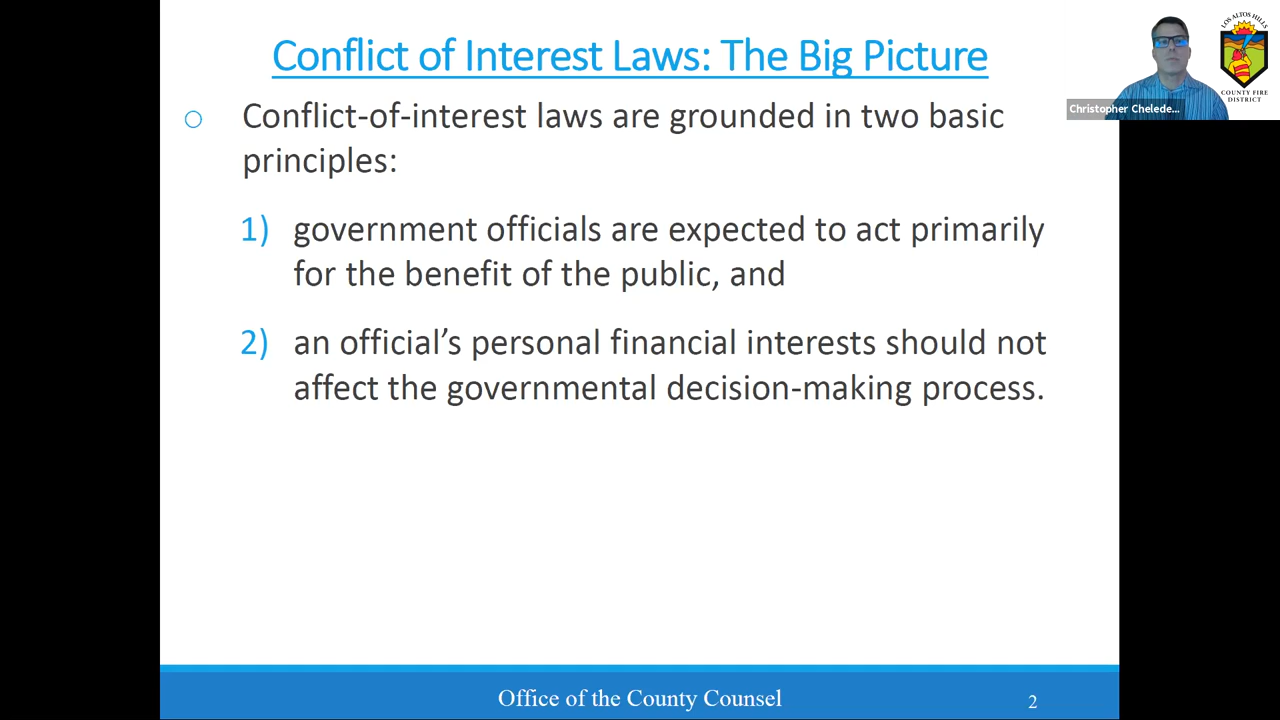 Conflict of Interest Laws: The Big Picture
Conflict-of-interest laws are grounded in two basic
principles:
1) government officials are expected to act primarily
for the benefit of the public, and
2) an official’s personal financial interests should not
affect the governmental decision-making process.
Office of the County Counsel
2
Christopher Chelede...
LOS ALTOS HILLS
COUNTY FIRE
DISTRICT